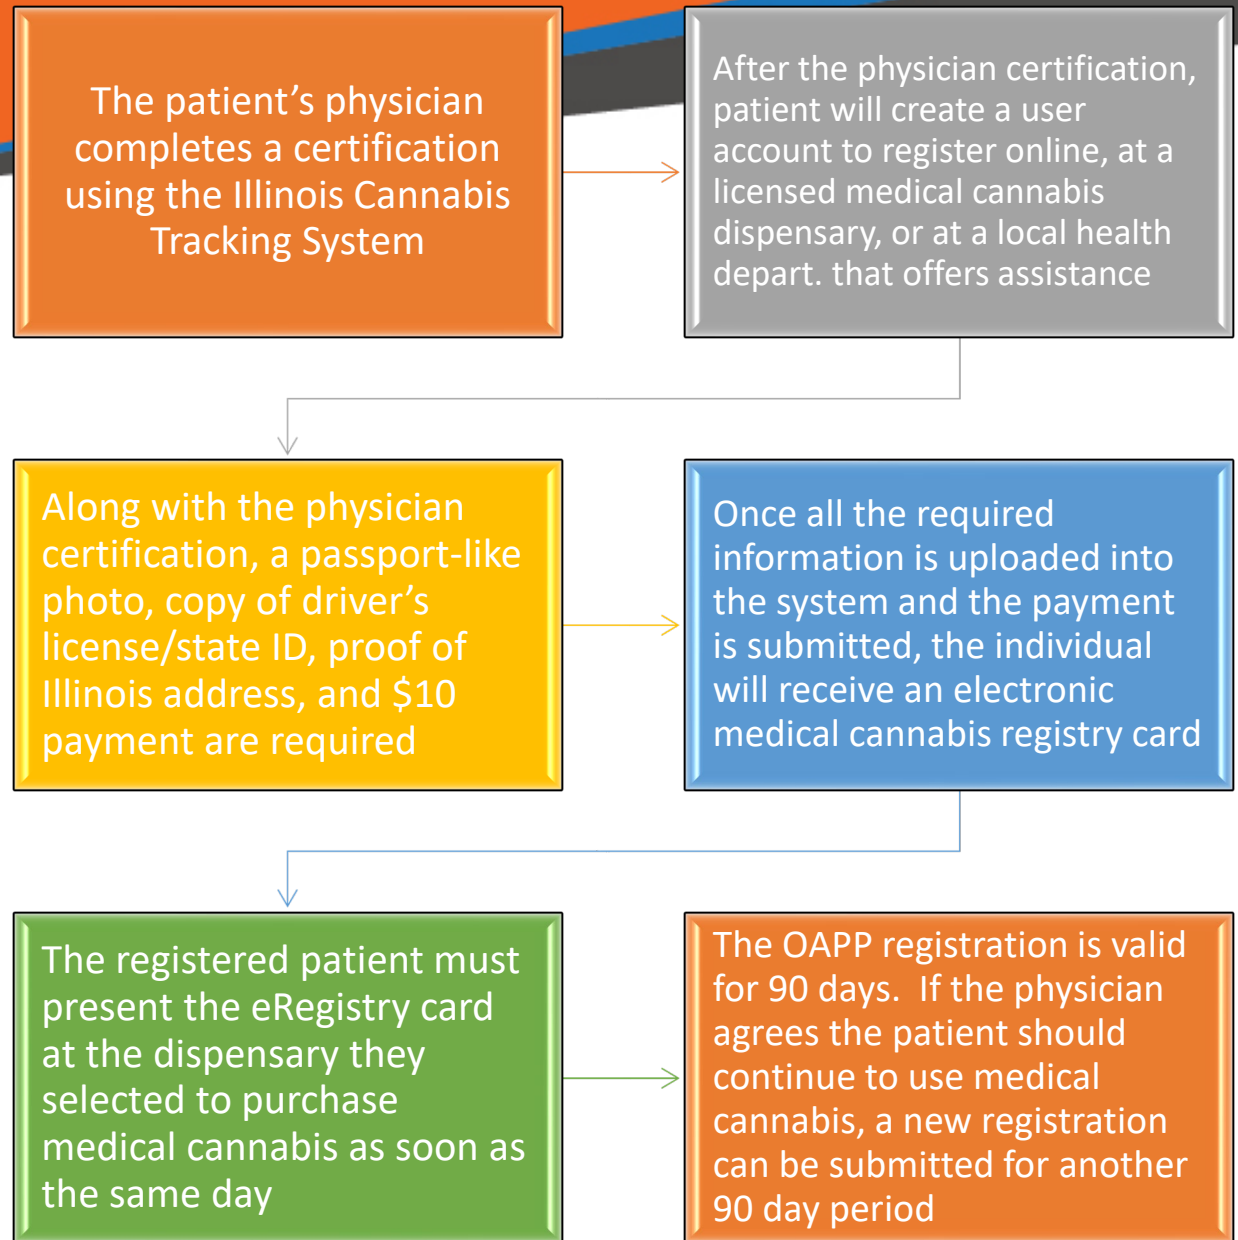 The patient’s physician
completes a certification
using the Illinois Cannabis
Tracking System
After the physician certification,
patient will create a user
account to register online, at a
licensed medical cannabis
dispensary, or at a local health
depart. that offers assistance
Along with the physician
certification, a passport-like
photo, copy of driver’s
license/state ID, proof of
Illinois address, and $10
payment are required
Once all the required
information is uploaded into
the system and the payment
is submitted, the individual
will receive an electronic
medical cannabis registry card
The registered patient must
present the eRegistry card
at the dispensary they
selected to purchase
medical cannabis as soon as
the same day
The OAPP registration is valid
for 90 days.  If the physician
agrees the patient should
continue to use medical
cannabis, a new registration
can be submitted for another
90 day period